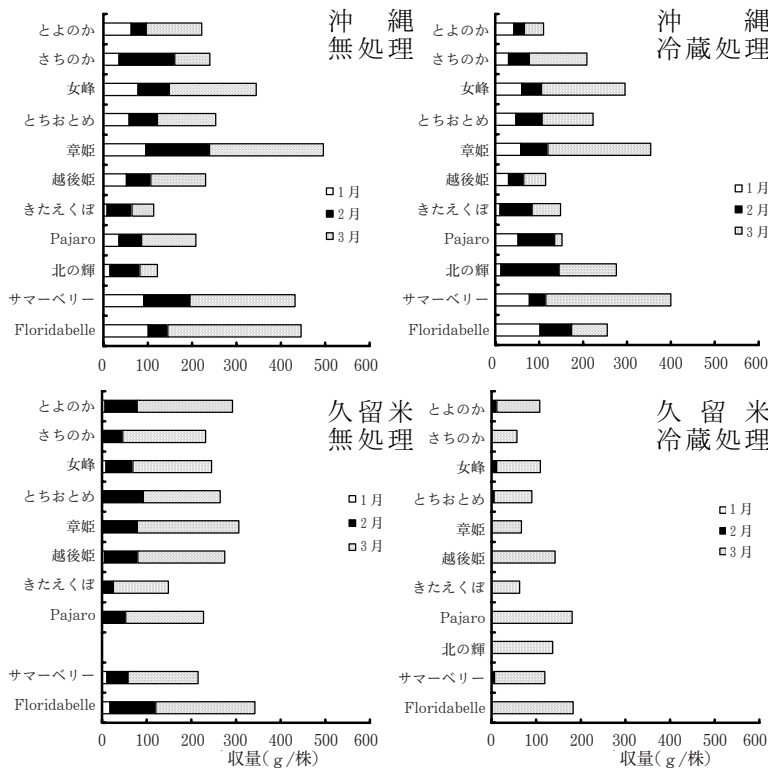 沖縄
無処理
とよのか
さちのか
女峰
とちおとめ
章姫
越後姫
きたえくぼ
Pajaro
北の輝
サマーベリー
Floridabelle
1月
2月
3月
0 100 200 300 400 500 600
沖縄
冷蔵処理
とよのか
さちのか
女峰
とちおとめ
章姫
越後姫
きたえくぼ
Pajaro
北の輝
サマーベリー
Floridabelle
1月
2月
3月
0 100 200 300 400 500 600
久留米
無処理
とよのか
さちのか
女峰
とちおとめ
章姫
越後姫
きたえくぼ
Pajaro
サマーベリー
Floridabelle
1月
2月
3月
0 100 200 300 400 500 600
収量(g/株)
久留米
冷蔵処理
とよのか
さちのか
女峰
とちおとめ
章姫
越後姫
きたえくぼ
Pajaro
北の輝
サマーベリー
Floridabelle
1月
2月
3月
0 100 200 300 400 500 600
収量(g/株)